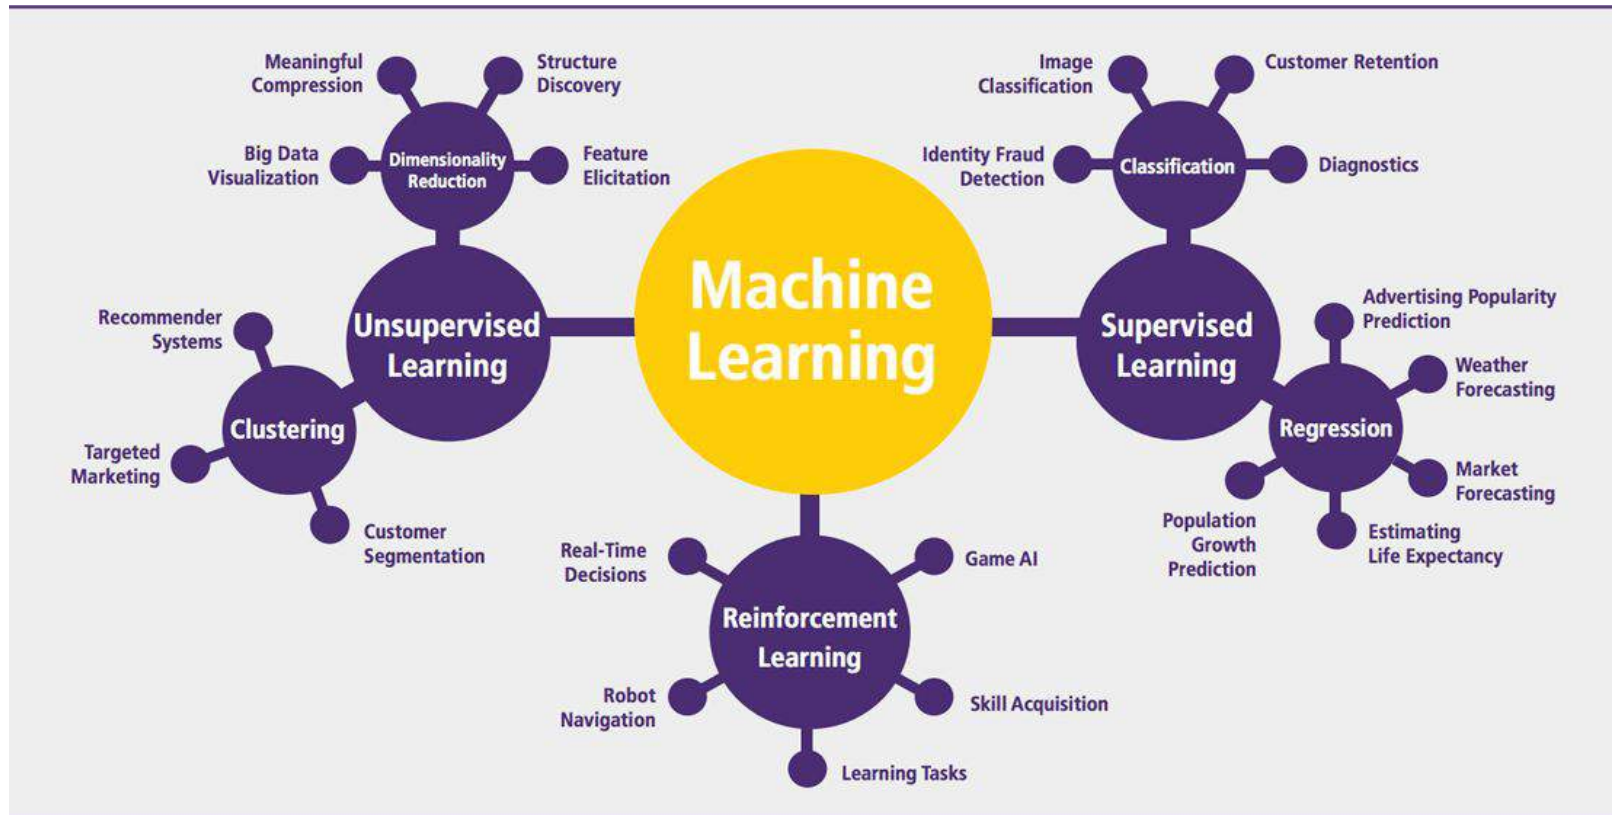 Meaningful
Compression
Structure
Discovery
Big Data
Visualization
Dimensionality
Reduction
Feature
Elicitation
Unsupervised
Learning
Recommender
Systems
Clustering
Targeted
Marketing
Customer
Segmentation
Machine
Learning
Image
Classification
Customer Retention
Identity Fraud
Detection
Classification
Diagnostics
Supervised
Learning
Advertising Popularity
Prediction
Weather
Forecasting
Regression
Market
Forecasting
Population
Growth
Prediction
Estimating
Life Expectancy
Real-Time
Decisions
Game AI
Reinforcement
Learning
Robot
Navigation
Skill Acquisition
Learning Tasks